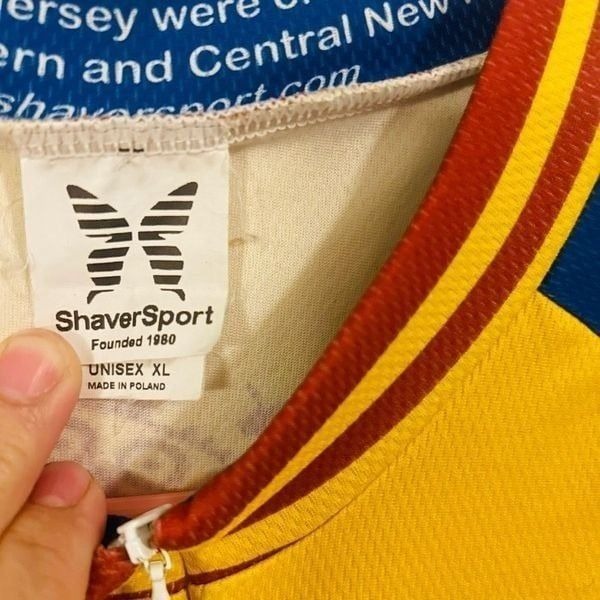 ersey were
ern and Central New
shaversport.com
ShaverSport
Founded 1980
UNISEX XL
MADE IN POLAND